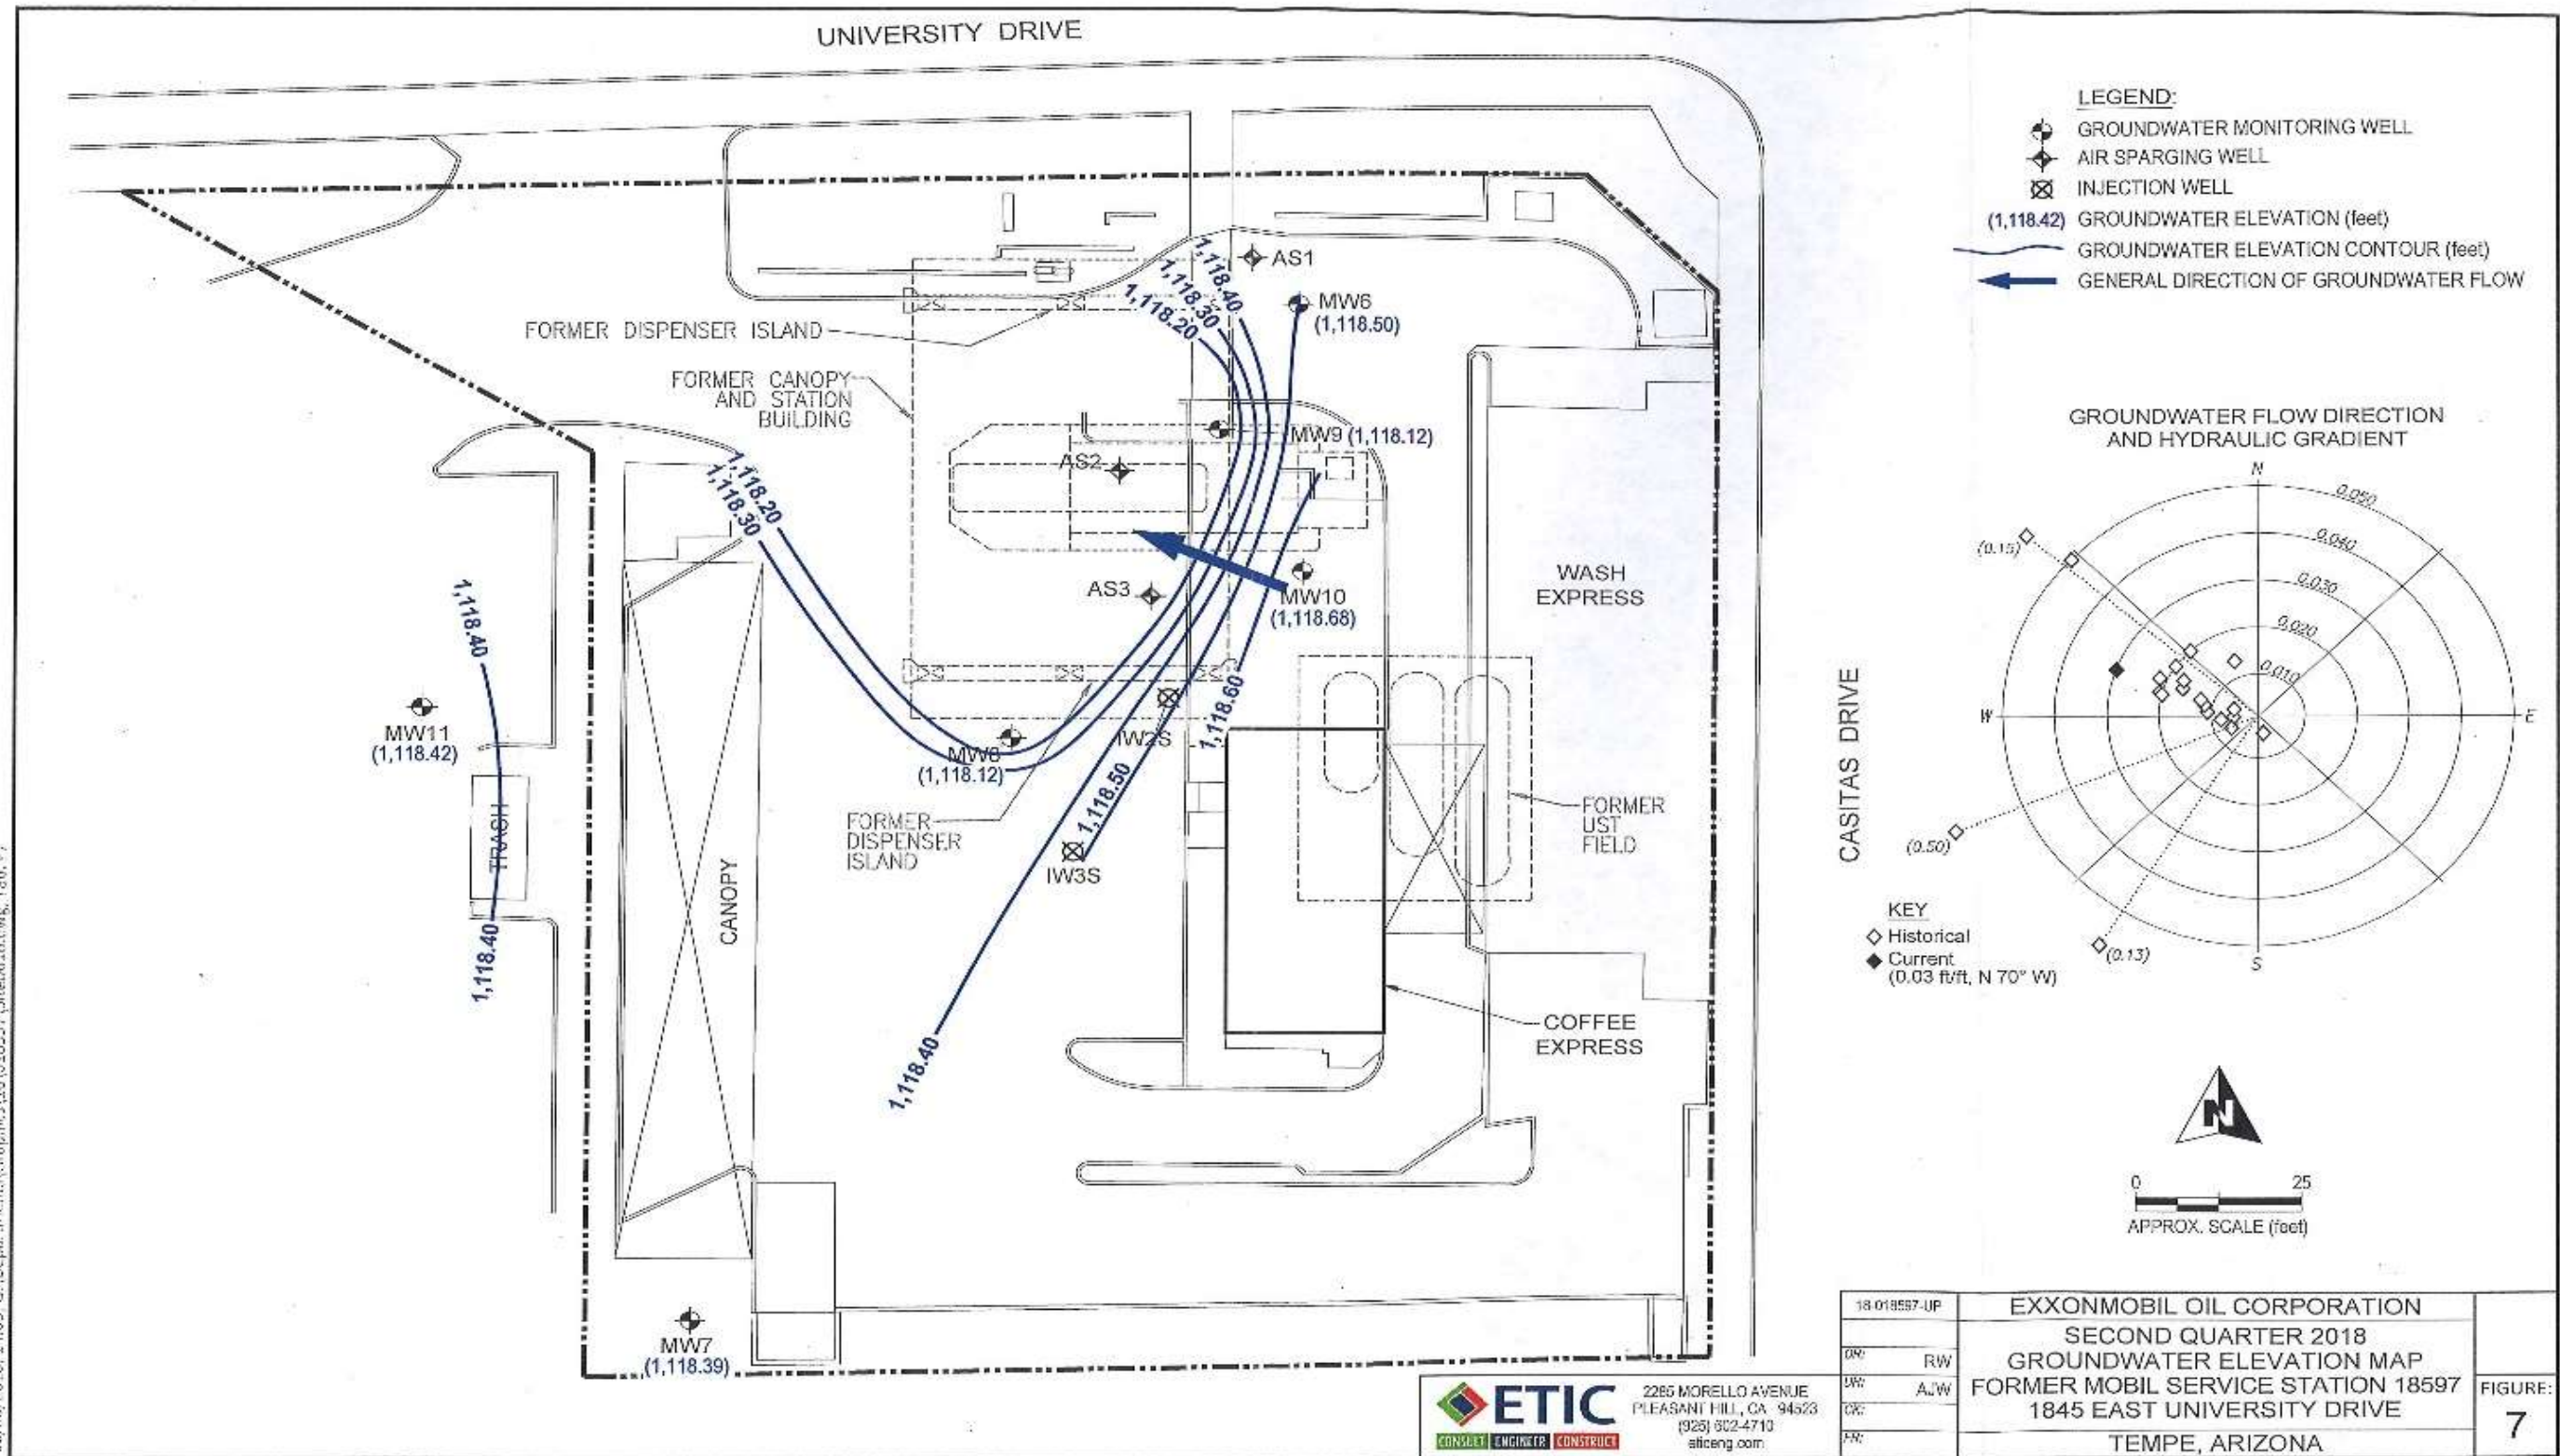 UNIVERSITY DRIVE
LEGEND:
GROUNDWATER MONITORING WELL
AIR SPARGING WELL
INJECTION WELL
(1,118.42) GROUNDWATER ELEVATION (feet)
GROUNDWATER ELEVATION CONTOUR (feet)
GENERAL DIRECTION OF GROUNDWATER FLOW
AS1
1,118.40
1,118.30
1,118.20
MW6
(1,118.50)
FORMER DISPENSER ISLAND
FORMER CANOPY
AND STATION
BUILDING
MW9 (1,118.12)
AS2
1,118.20
1,118.30
AS3
MW10
(1,118.68)
WASH
EXPRESS
1,118.40
MW11
(1,118.42)
TRASH
1,118.40
CANOPY
MW8
(1,118.12)
IW2S
1,118.60
1,118.50
FORMER
DISPENSER
ISLAND
IW3S
FORMER
UST
FIELD
1,118.40
COFFEE
EXPRESS
MW7
(1,118.39)
CASITAS DRIVE
GROUNDWATER FLOW DIRECTION
AND HYDRAULIC GRADIENT
N
0.050
0.040
0.030
0.020
0.010
(0.15)
W
E
(0.50)
(0.13)
S
KEY
Historical
Current
(0.03 ft/ft, N 70° W)
N
0 25
APPROX. SCALE (feet)
ETIC
CONSULT ENGINEER CONSTRUCT
2285 MORELLO AVENUE
PLEASANT HILL, CA 94523
(925) 602-4710
eticeng.com
18-018597-UP
RW
AJW
EXXONMOBIL OIL CORPORATION
SECOND QUARTER 2018
GROUNDWATER ELEVATION MAP
FORMER MOBIL SERVICE STATION 18597
1845 EAST UNIVERSITY DRIVE
TEMPE, ARIZONA
FIGURE:
7